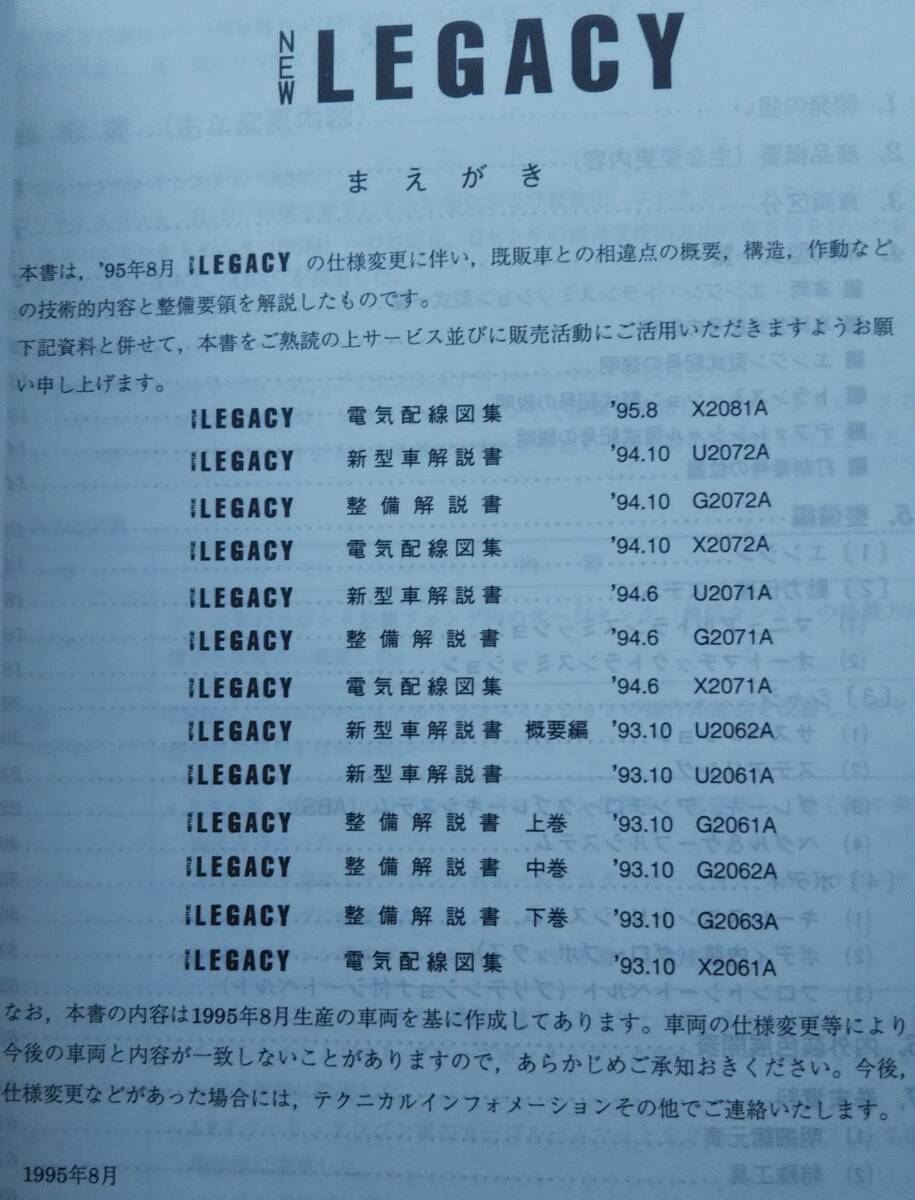 NEW LEGACY
まえがき
本書は，'95年8月 NEW LEGACY の仕様変更に伴い，既販車との相違点の概要，構造，作動など
の技術的内容と整備要領を解説したものです。
下記資料と併せて，本書をご熟読の上サービス並びに販売活動にご活用いただきますようお願
い申し上げます。
NEW LEGACY 電気配線図集 '95.8 X2081A
NEW LEGACY 新型車解説書 '94.10 U2072A
NEW LEGACY 整備解説書 '94.10 G2072A
NEW LEGACY 電気配線図集 '94.10 X2072A
NEW LEGACY 新型車解説書 '94.6 U2071A
NEW LEGACY 整備解説書 '94.6 G2071A
NEW LEGACY 電気配線図集 '94.6 X2071A
NEW LEGACY 新型車解説書 概要編 '93.10 U2062A
NEW LEGACY 新型車解説書 '93.10 U2061A
NEW LEGACY 整備解説書 上巻 '93.10 G2061A
NEW LEGACY 整備解説書 中巻 '93.10 G2062A
NEW LEGACY 整備解説書 下巻 '93.10 G2063A
NEW LEGACY 電気配線図集 '93.10 X2061A
なお，本書の内容は1995年8月生産の車両を基に作成してあります。車両の仕様変更等により
今後の車両と内容が一致しないことがありますので，あらかじめご承知おきください。今後，
仕様変更などがあった場合には，テクニカルインフォメーションその他でご連絡いたします。
1995年8月